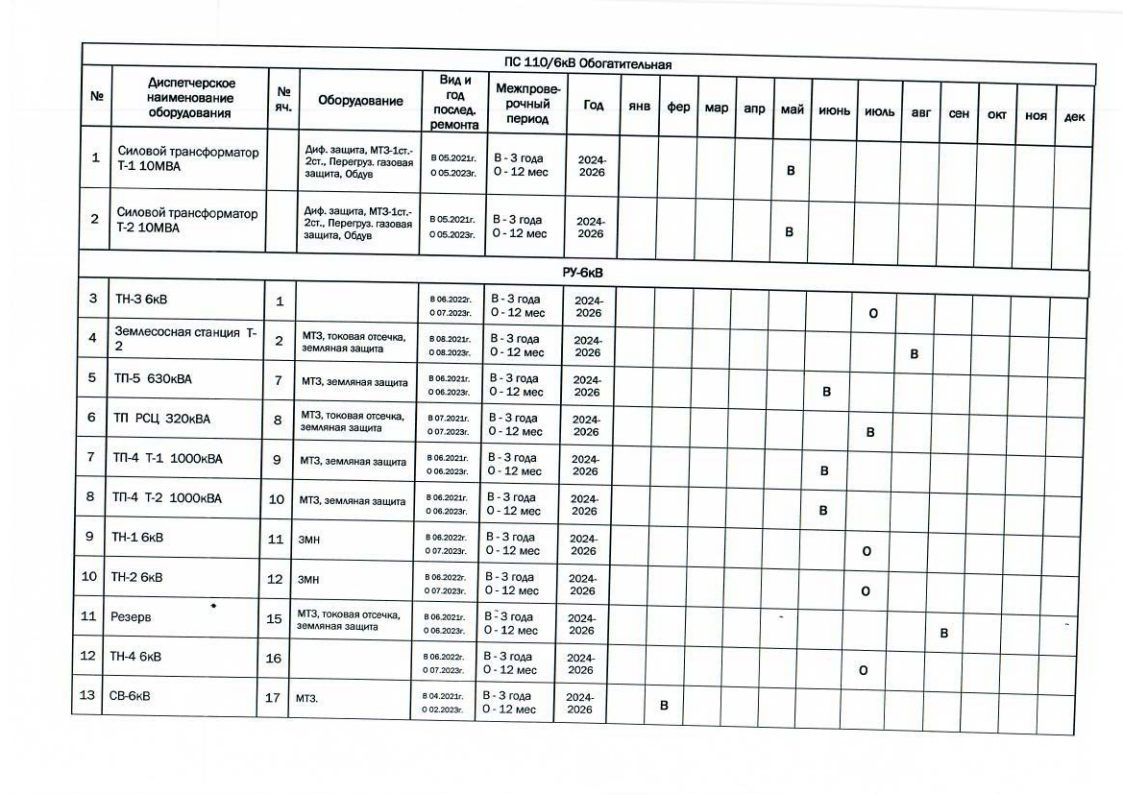 ПС 110/6кВ Обогатительная
№ Диспетчерское наименование оборудования № яч. Оборудование Вид и год послед. ремонта Межпрове-рочный период Год янв фер мар апр май июнь июль авг сен окт ноя дек
1 Силовой трансформатор Т-1 10МВА Диф. защита, МТЗ-1ст.-2ст., Перегруз. газовая защита, Обдув В 05.2021г. О 05.2023г. В - 3 года О - 12 мес 2024-2026 В
2 Силовой трансформатор Т-2 10МВА Диф. защита, МТЗ-1ст.-2ст., Перегруз. газовая защита, Обдув В 05.2021г. О 05.2023г. В - 3 года О - 12 мес 2024-2026 В
РУ-6кВ
3 ТН-3 6кВ 1 В 06.2022г. О 07.2023г. В - 3 года О - 12 мес 2024-2026 О
4 Землесосная станция Т-2 2 МТЗ, токовая отсечка, земляная защита В 08.2021г. О 08.2023г. В - 3 года О - 12 мес 2024-2026 В
5 ТП-5 630кВА 7 МТЗ, земляная защита В 06.2021г. О 06.2023г. В - 3 года О - 12 мес 2024-2026 В
6 ТП РСЦ 320кВА 8 МТЗ, токовая отсечка, земляная защита В 07.2021г. О 07.2023г. В - 3 года О - 12 мес 2024-2026 В
7 ТП-4 Т-1 1000кВА 9 МТЗ, земляная защита В 06.2021г. О 06.2023г. В - 3 года О - 12 мес 2024-2026 В
8 ТП-4 Т-2 1000кВА 10 МТЗ, земляная защита В 06.2021г. О 06.2023г. В - 3 года О - 12 мес 2024-2026 В
9 ТН-1 6кВ 11 ЗМН В 06.2022г. О 07.2023г. В - 3 года О - 12 мес 2024-2026 О
10 ТН-2 6кВ 12 ЗМН В 06.2022г. О 07.2023г. В - 3 года О - 12 мес 2024-2026 О
11 Резерв 15 МТЗ, токовая отсечка, земляная защита В 06.2021г. О 06.2023г. В - 3 года О - 12 мес 2024-2026 В
12 ТН-4 6кВ 16 В 06.2022г. О 07.2023г. В - 3 года О - 12 мес 2024-2026 О
13 СВ-6кВ 17 МТЗ. В 04.2021г. О 02.2023г. В - 3 года О - 12 мес 2024-2026 В